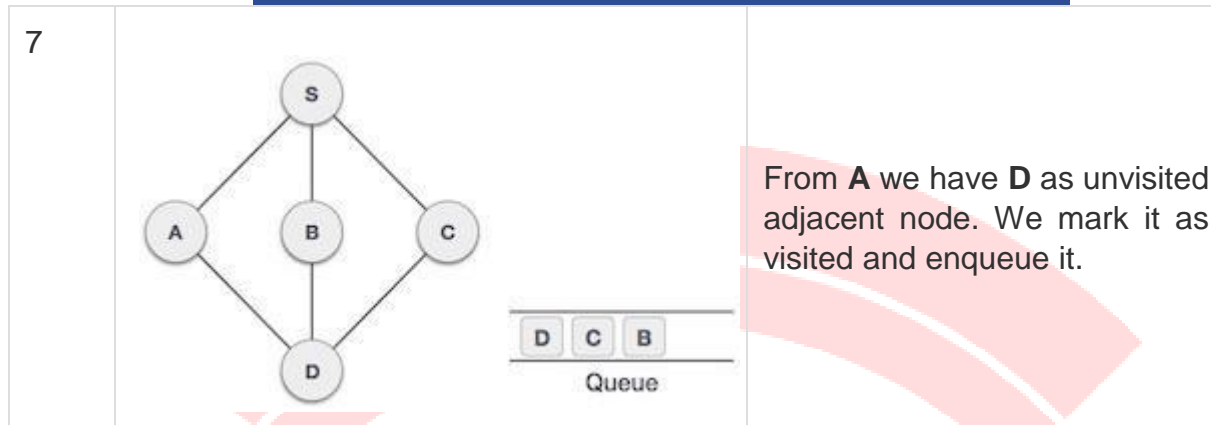 7
S
A
B
C
D
D C B
Queue
From A we have D as unvisited
adjacent node. We mark it as
visited and enqueue it.